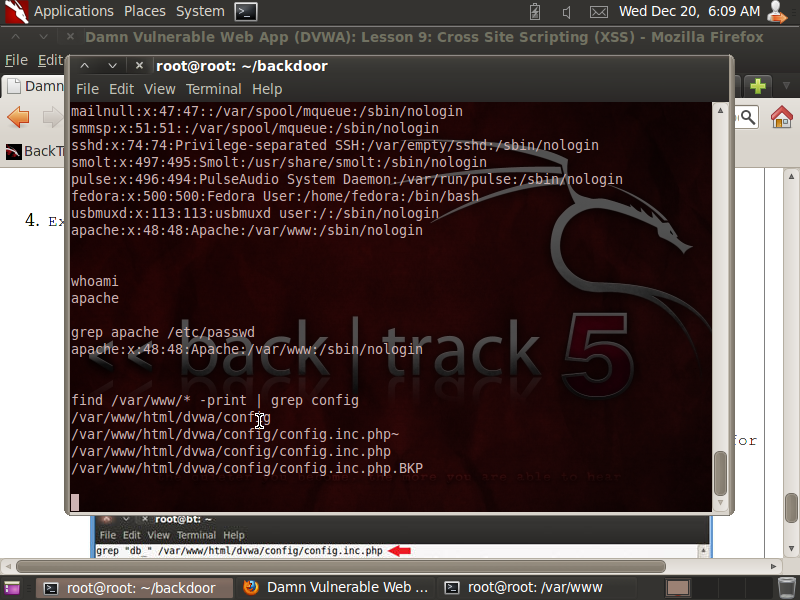 Applications Places System Wed Dec 20, 6:09 AM
Damn Vulnerable Web App (DVWA): Lesson 9: Cross Site Scripting (XSS) - Mozilla Firefox
File Edit
root@root: ~/backdoor
File Edit View Terminal Help
Damn
BackT
4. Ex
mailnull:x:47:47::/var/spool/mqueue:/sbin/nologin
smmsp:x:51:51::/var/spool/mqueue:/sbin/nologin
sshd:x:74:74:Privilege-separated SSH:/var/empty/sshd:/sbin/nologin
smolt:x:497:495:Smolt:/usr/share/smolt:/sbin/nologin
pulse:x:496:494:PulseAudio System Daemon:/var/run/pulse:/sbin/nologin
fedora:x:500:500:Fedora User:/home/fedora:/bin/bash
usbmuxd:x:113:113:usbmuxd user:/:/sbin/nologin
apache:x:48:48:Apache:/var/www:/sbin/nologin
whoami
apache
grep apache /etc/passwd
apache:x:48:48:Apache:/var/www:/sbin/nologin
<< back | track 5
find /var/www/* -print | grep config
/var/www/html/dvwa/config
/var/www/html/dvwa/config/config.inc.php~
/var/www/html/dvwa/config/config.inc.php
/var/www/html/dvwa/config/config.inc.php.BKP
for
root@bt: ~
File Edit View Terminal Help
grep "db_" /var/www/html/dvwa/config/config.inc.php
root@root: ~/backdoor Damn Vulnerable Web ... root@root: /var/www